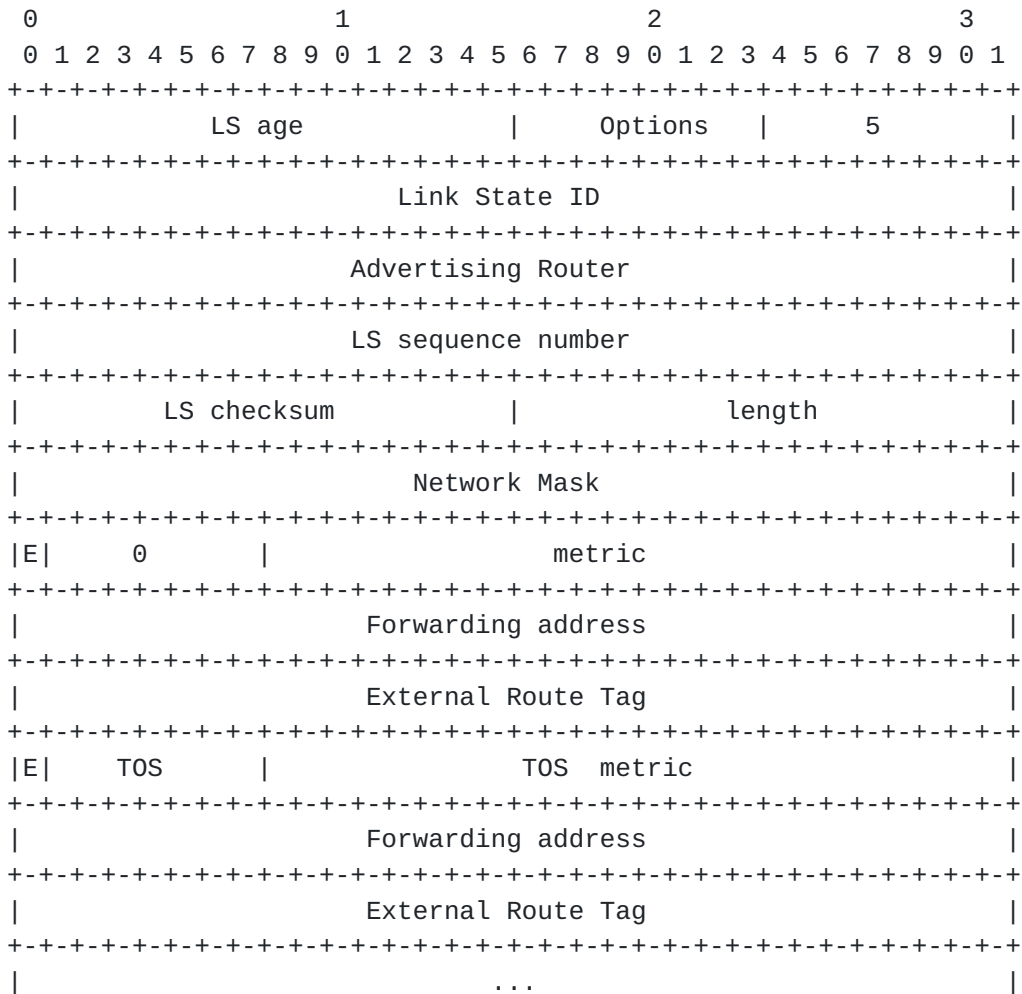 0                   1                   2                   3
 0 1 2 3 4 5 6 7 8 9 0 1 2 3 4 5 6 7 8 9 0 1 2 3 4 5 6 7 8 9 0 1
+-+-+-+-+-+-+-+-+-+-+-+-+-+-+-+-+-+-+-+-+-+-+-+-+-+-+-+-+-+-+-+-+
|            LS age             |     Options   |      5        |
+-+-+-+-+-+-+-+-+-+-+-+-+-+-+-+-+-+-+-+-+-+-+-+-+-+-+-+-+-+-+-+-+
|                        Link State ID                          |
+-+-+-+-+-+-+-+-+-+-+-+-+-+-+-+-+-+-+-+-+-+-+-+-+-+-+-+-+-+-+-+-+
|                     Advertising Router                        |
+-+-+-+-+-+-+-+-+-+-+-+-+-+-+-+-+-+-+-+-+-+-+-+-+-+-+-+-+-+-+-+-+
|                     LS sequence number                        |
+-+-+-+-+-+-+-+-+-+-+-+-+-+-+-+-+-+-+-+-+-+-+-+-+-+-+-+-+-+-+-+-+
|         LS checksum           |             length            |
+-+-+-+-+-+-+-+-+-+-+-+-+-+-+-+-+-+-+-+-+-+-+-+-+-+-+-+-+-+-+-+-+
|                         Network Mask                          |
+-+-+-+-+-+-+-+-+-+-+-+-+-+-+-+-+-+-+-+-+-+-+-+-+-+-+-+-+-+-+-+-+
|E|     0       |                  metric                       |
+-+-+-+-+-+-+-+-+-+-+-+-+-+-+-+-+-+-+-+-+-+-+-+-+-+-+-+-+-+-+-+-+
|                      Forwarding address                       |
+-+-+-+-+-+-+-+-+-+-+-+-+-+-+-+-+-+-+-+-+-+-+-+-+-+-+-+-+-+-+-+-+
|                      External Route Tag                       |
+-+-+-+-+-+-+-+-+-+-+-+-+-+-+-+-+-+-+-+-+-+-+-+-+-+-+-+-+-+-+-+-+
|E|    TOS      |                TOS  metric                    |
+-+-+-+-+-+-+-+-+-+-+-+-+-+-+-+-+-+-+-+-+-+-+-+-+-+-+-+-+-+-+-+-+
|                      Forwarding address                       |
+-+-+-+-+-+-+-+-+-+-+-+-+-+-+-+-+-+-+-+-+-+-+-+-+-+-+-+-+-+-+-+-+
|                      External Route Tag                       |
+-+-+-+-+-+-+-+-+-+-+-+-+-+-+-+-+-+-+-+-+-+-+-+-+-+-+-+-+-+-+-+-+
|                              ...                              |